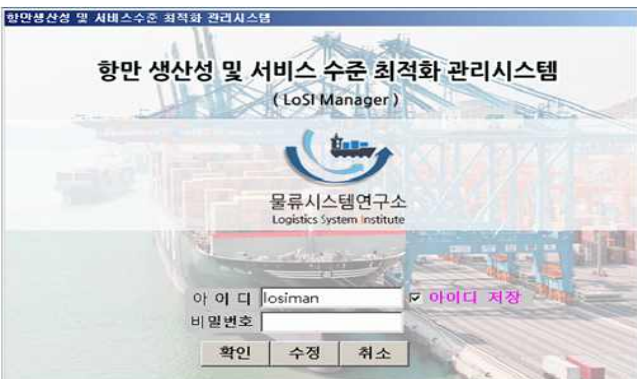 항만생산성 및 서비스수준 최적화 관리시스템
항만 생산성 및 서비스 수준 최적화 관리시스템
( LoSI Manager )
물류시스템연구소
Logistics System Institute
아 이 디 losiman 아이디 저장
비밀번호
확인 수정 취소